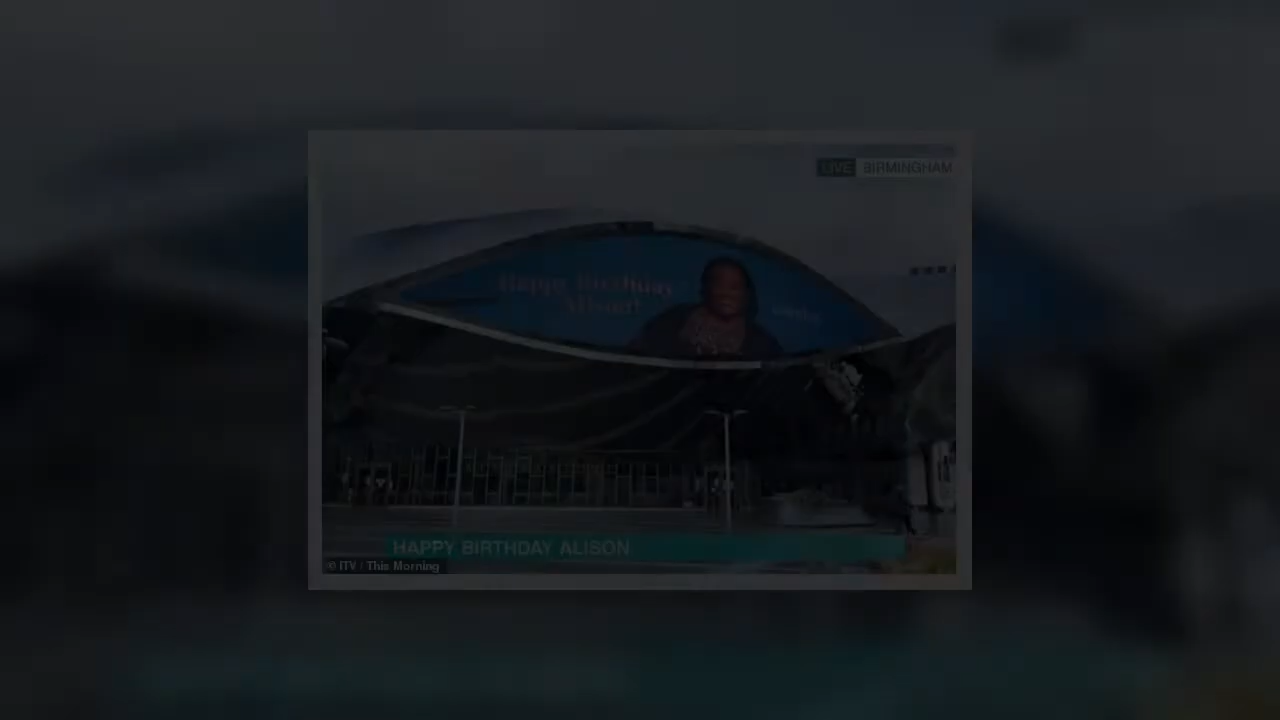 LIVE BIRMINGHAM
Happy Birthday
Alison!
HAPPY BIRTHDAY ALISON
© ITV / This Morning